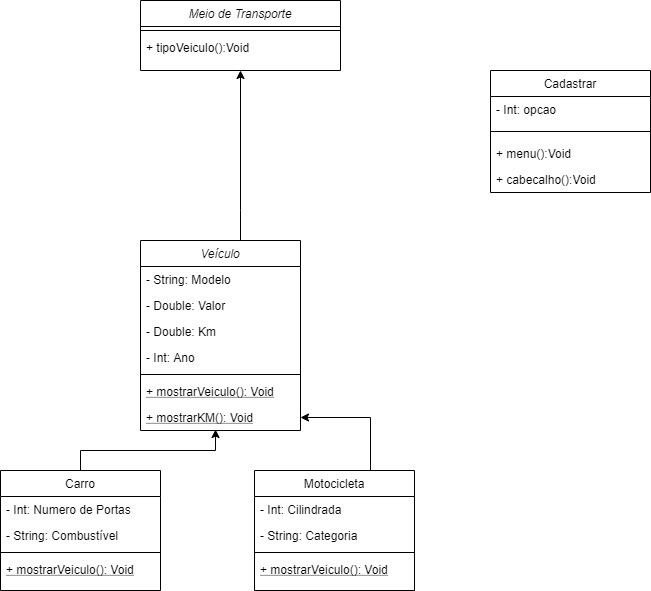 Meio de Transporte
+ tipoVeiculo():Void
Cadastrar
- Int: opcao
+ menu():Void
+ cabecalho():Void
Veículo
- String: Modelo
- Double: Valor
- Double: Km
- Int: Ano
+ mostrarVeiculo(): Void
+ mostrarKM(): Void
Carro
- Int: Numero de Portas
- String: Combustível
+ mostrarVeiculo(): Void
Motocicleta
- Int: Cilindrada
- String: Categoria
+ mostrarVeiculo(): Void